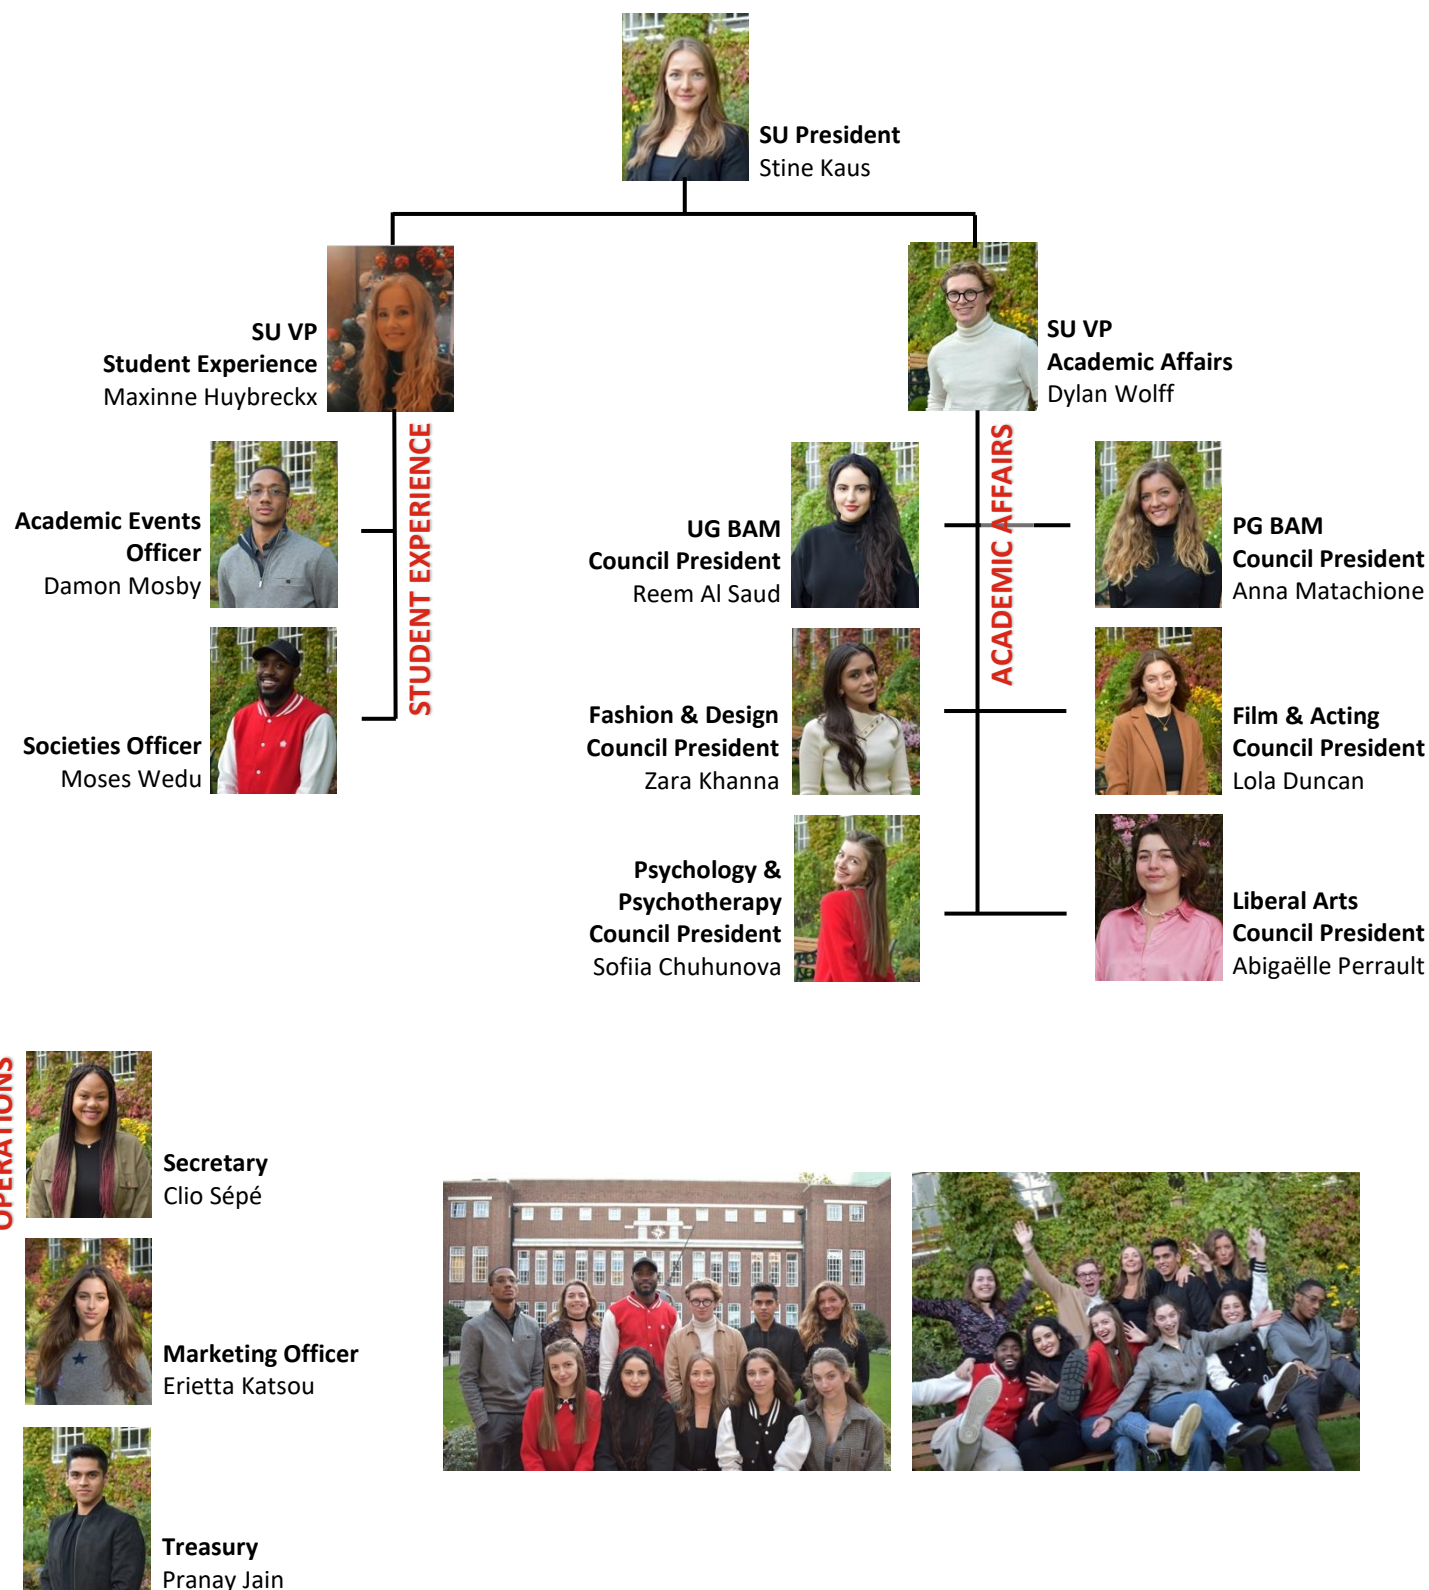 SU President
Stine Kaus
SU VP
Student Experience
Maxinne Huybreckx
SU VP
Academic Affairs
Dylan Wolff
STUDENT EXPERIENCE
ACADEMIC AFFAIRS
Academic Events
Officer
Damon Mosby
UG BAM
Council President
Reem Al Saud
PG BAM
Council President
Anna Matachione
Societies Officer
Moses Wedu
Fashion & Design
Council President
Zara Khanna
Film & Acting
Council President
Lola Duncan
Psychology &
Psychotherapy
Council President
Sofiia Chuhunova
Liberal Arts
Council President
Abigaëlle Perrault
OPERATIONS
Secretary
Clio Sépé
Marketing Officer
Erietta Katsou
Treasury
Pranay Jain